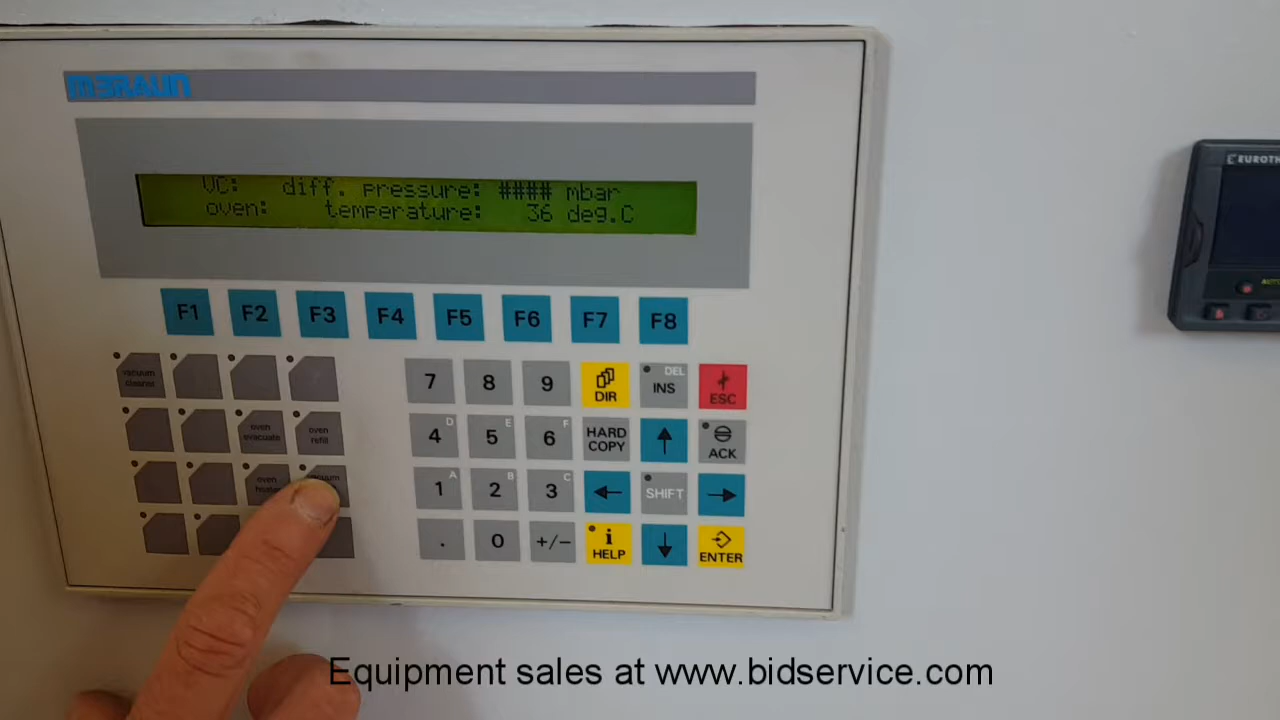 MBRAUN
EUROTH
VC: diff. pressure: #### mbar
oven: temperature: 36 deg.C
F1 F2 F3 F4 F5 F6 F7 F8
vacuum cleaner
7 8 9 DIR DEL INS ESC
oven evacuate
oven refill
4 D 5 E 6 F HARD COPY ↑ ACK
oven
vacuum
1 A 2 B 3 C ← SHIFT →
. 0 +/- i HELP ↓ ENTER
Equipment sales at www.bidservice.com